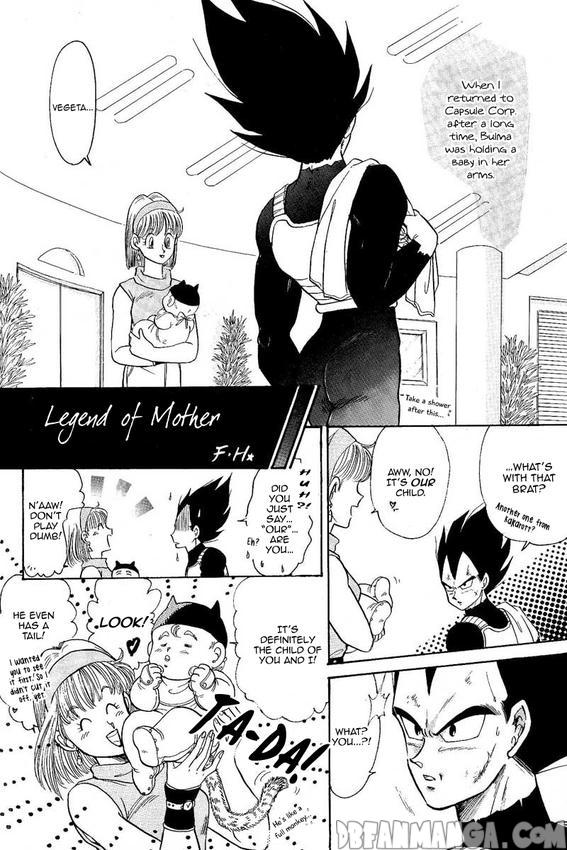 When I
returned to
Capsule Corp.
after a long
time, Bulma
was holding a
baby in her
arms.
VEGETA...
"Take a shower
after this..."
Legend of Mother
F·H★
...WHAT'S
WITH THAT
BRAT?
Another one from
Kakarott?
AWW, NO!
IT'S OUR
CHILD.
HUH?!
DID
YOU JUST
SAY...
"OUR"...
ARE
YOU...
Eh?
N'AAW!
DON'T
PLAY
DUMB!
WHAT?
YOU...?!
IT'S
DEFINITELY
THE CHILD OF
YOU AND I!
LOOK!
HE EVEN
HAS A
TAIL!
I wanted
you to see
it first! So I
didn't cut it
off, yet
TA-DA!
He's like a
full monkey...
DBFANMANGA.COM